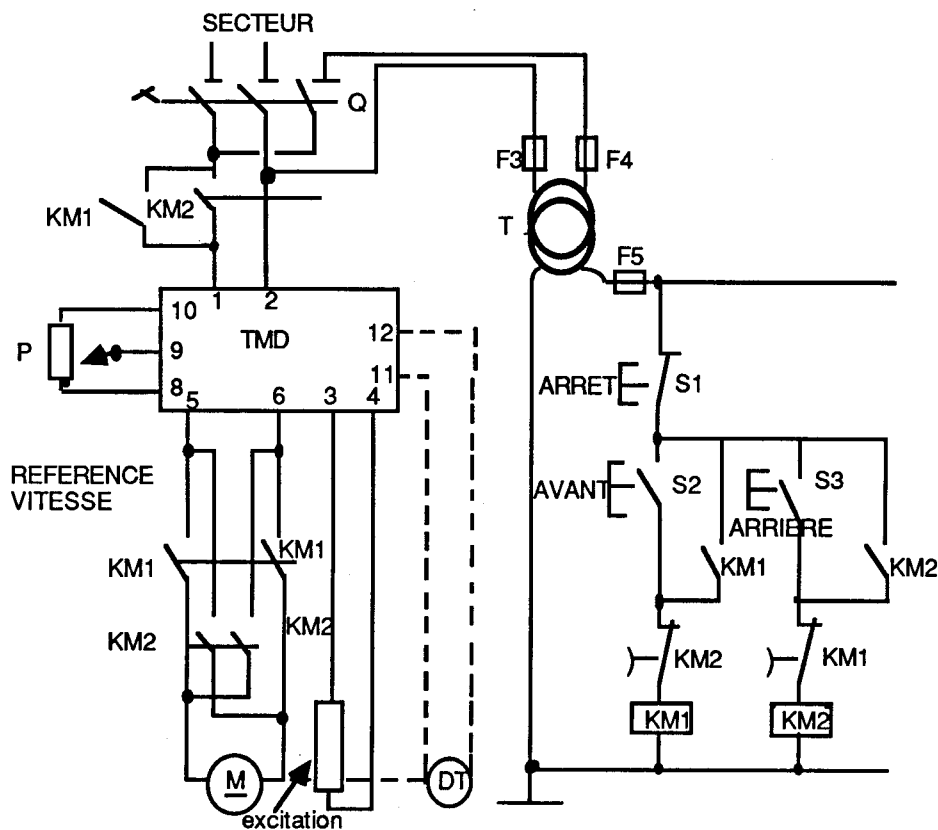 SECTEUR
Q
F3
F4
KM1
KM2
T
F5
1
2
10
TMD
12
P
9
11
8
5
6
3
4
ARRET
S1
REFERENCE
VITESSE
AVANT
S2
S3
ARRIERE
KM1
KM1
KM1
KM2
KM2
KM2
KM2
KM1
KM1
KM2
M
DT
excitation